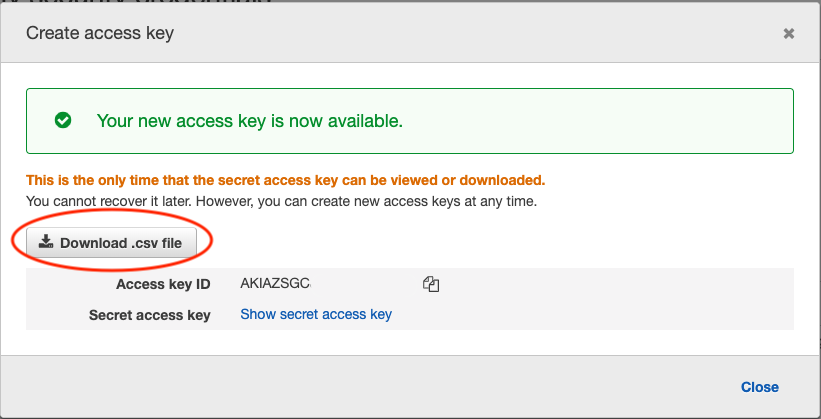 Create access key
Your new access key is now available.
This is the only time that the secret access key can be viewed or downloaded.
You cannot recover it later. However, you can create new access keys at any time.
Download .csv file
Access key ID AKIAZSGC
Secret access key Show secret access key
Close